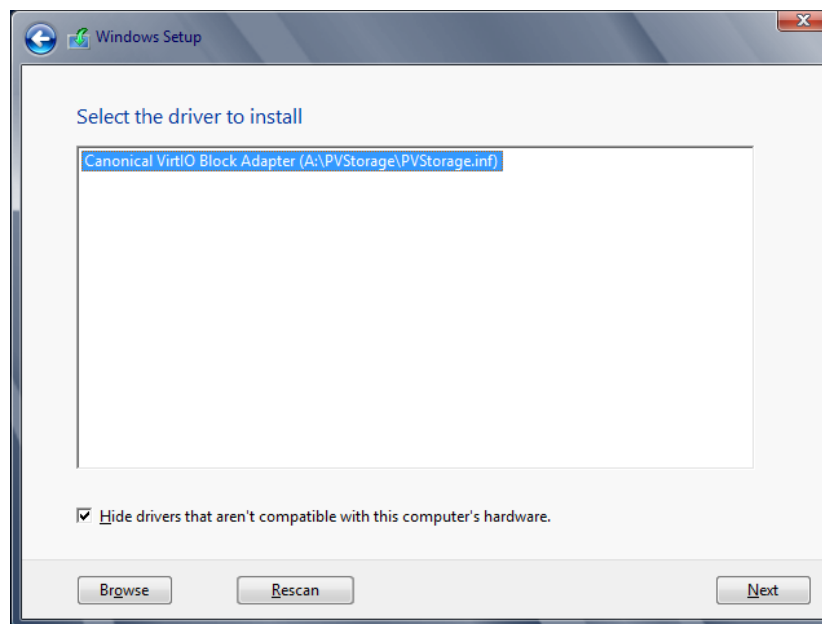 Windows Setup
Select the driver to install
Canonical VirtIO Block Adapter (A:\PVStorage\PVStorage.inf)
Hide drivers that aren't compatible with this computer's hardware.
Browse Rescan Next